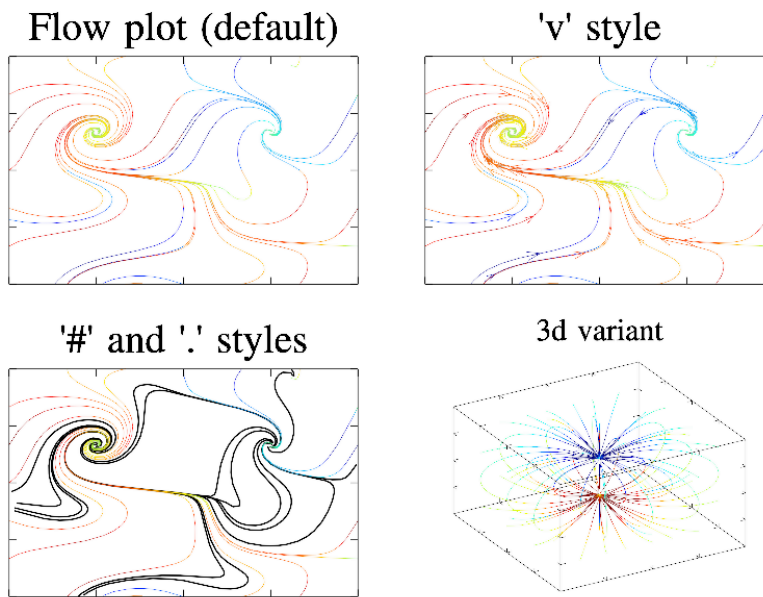 Flow plot (default)
'v' style
'#' and '.' styles
3d variant